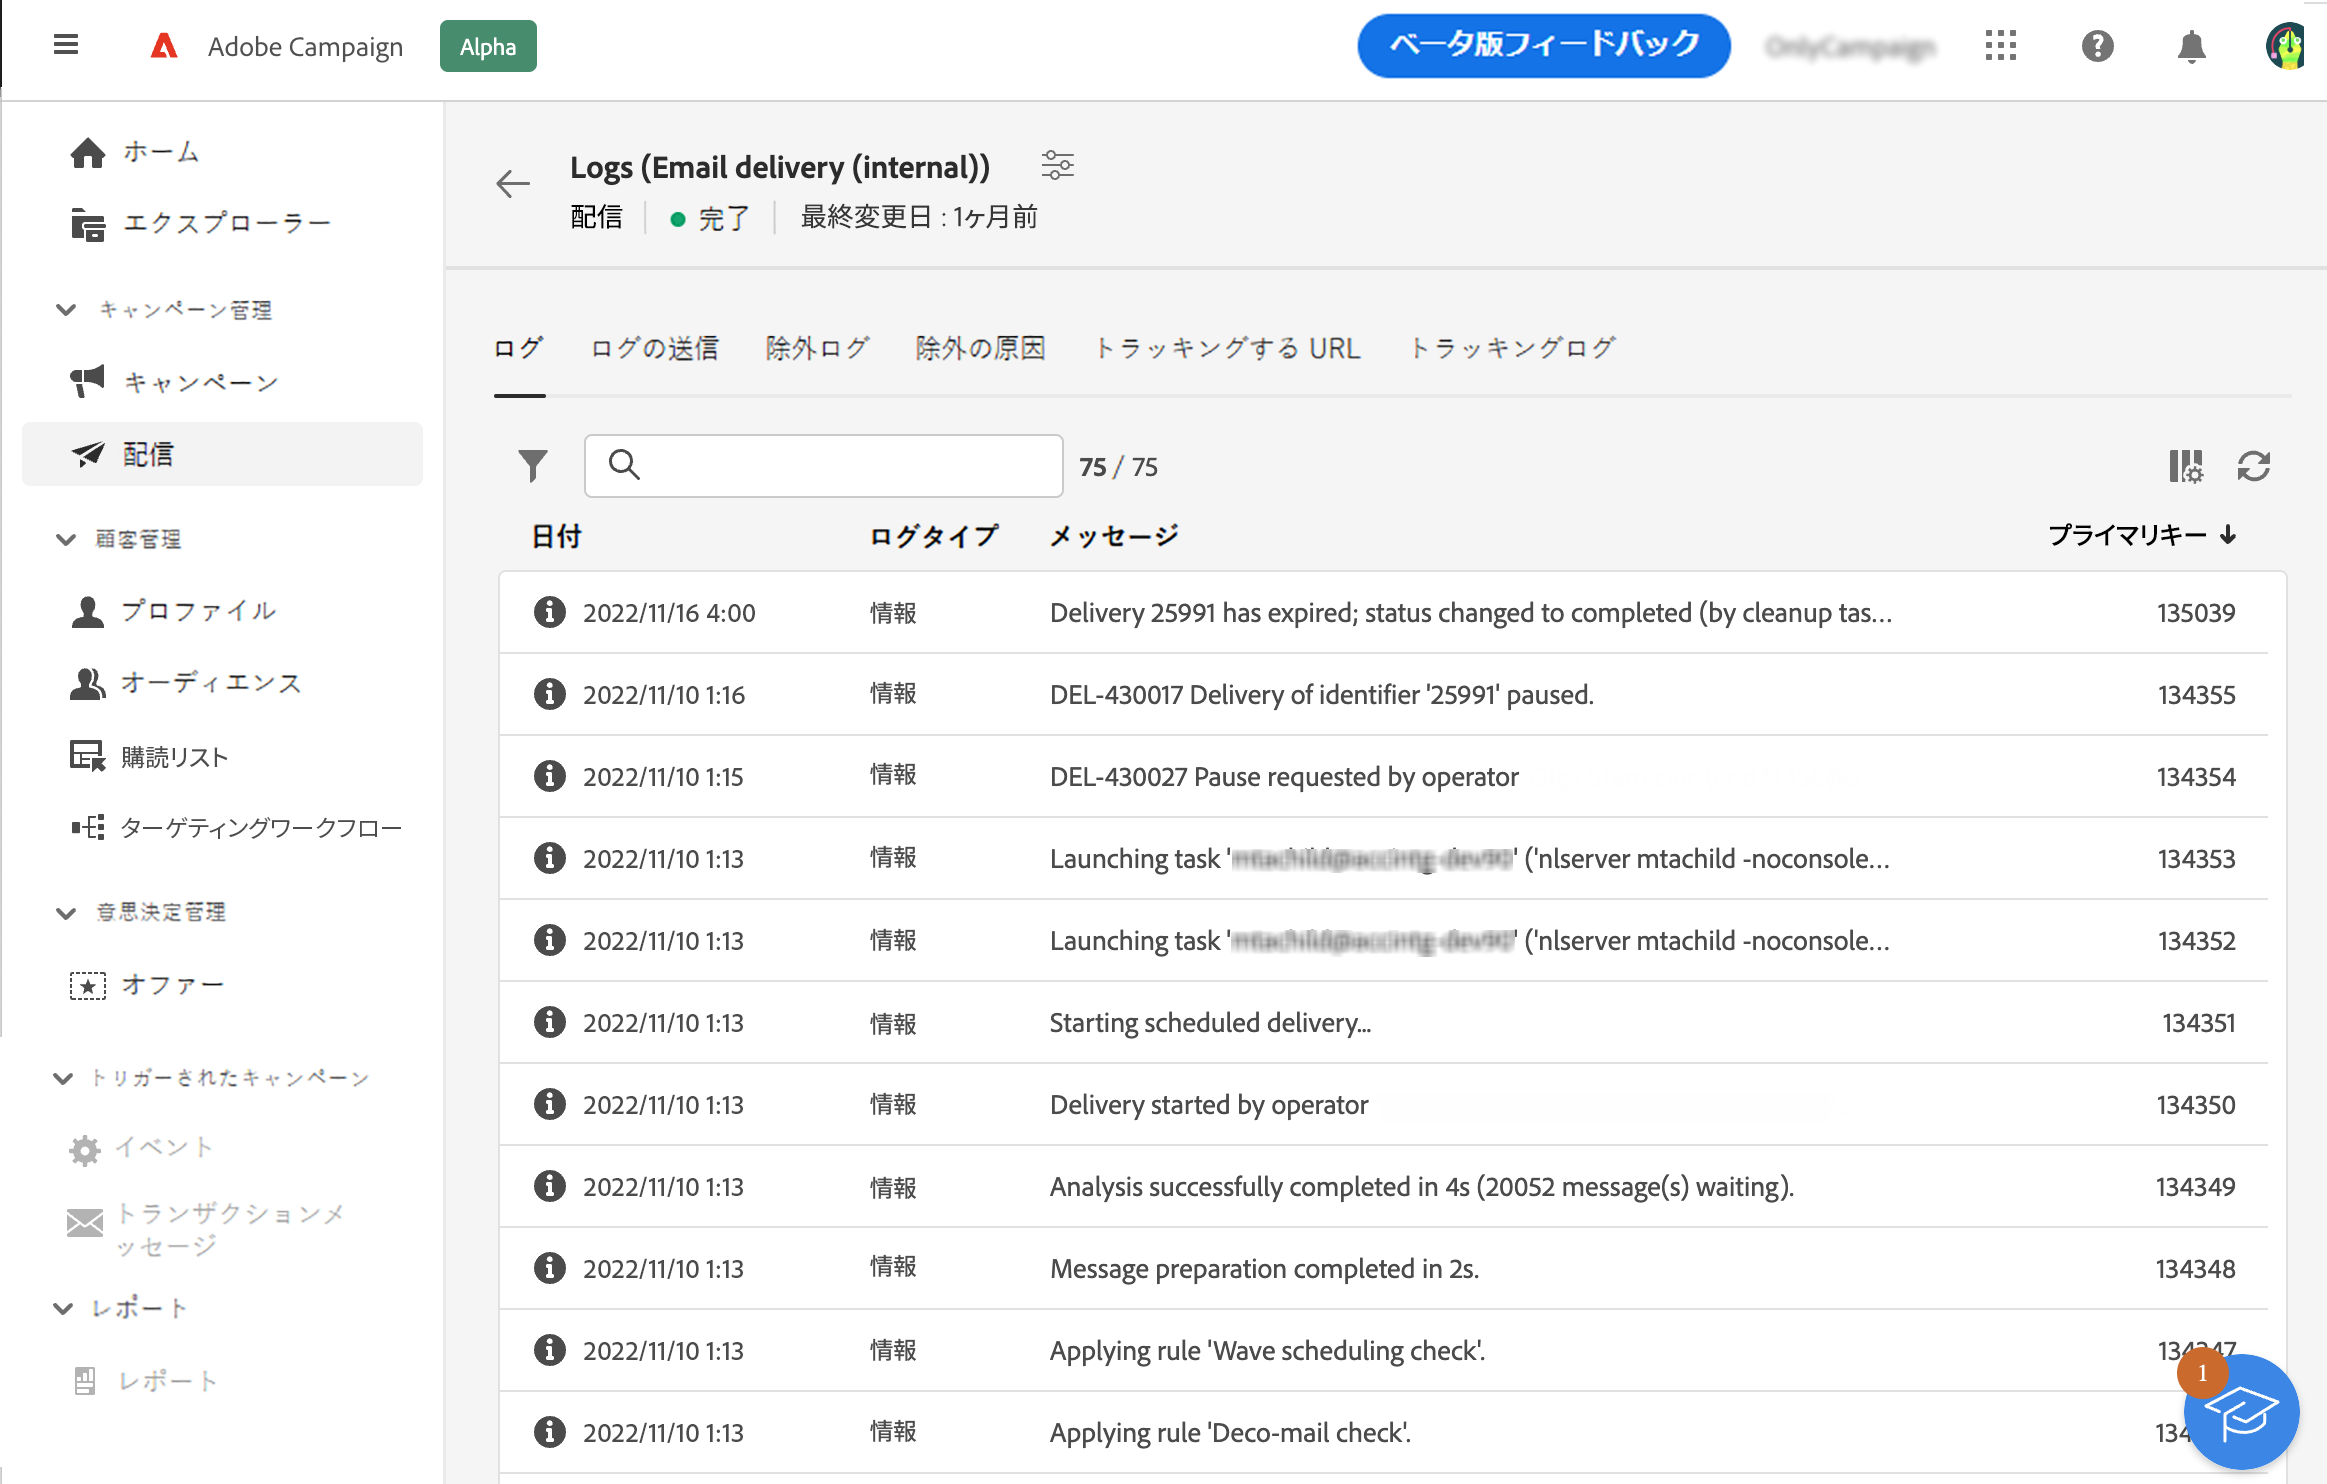 Adobe Campaign
Alpha
ベータ版フィードバック
ホーム
エクスプローラー
キャンペーン管理
キャンペーン
配信
顧客管理
プロファイル
オーディエンス
購読リスト
ターゲティングワークフロー
意思決定管理
オファー
トリガーされたキャンペーン
イベント
トランザクションメ
ッセージ
レポート
レポート
Logs (Email delivery (internal))
配信 完了 最終変更日 : 1ヶ月前
ログ ログの送信 除外ログ 除外の原因 トラッキングする URL トラッキングログ
75 / 75
日付 ログタイプ メッセージ プライマリキー
2022/11/16 4:00 情報 Delivery 25991 has expired; status changed to completed (by cleanup tas... 135039
2022/11/10 1:16 情報 DEL-430017 Delivery of identifier '25991' paused. 134355
2022/11/10 1:15 情報 DEL-430027 Pause requested by operator 134354
2022/11/10 1:13 情報 Launching task ' ' ('nlserver mtachild -noconsole... 134353
2022/11/10 1:13 情報 Launching task ' ' ('nlserver mtachild -noconsole... 134352
2022/11/10 1:13 情報 Starting scheduled delivery... 134351
2022/11/10 1:13 情報 Delivery started by operator 134350
2022/11/10 1:13 情報 Analysis successfully completed in 4s (20052 message(s) waiting). 134349
2022/11/10 1:13 情報 Message preparation completed in 2s. 134348
2022/11/10 1:13 情報 Applying rule 'Wave scheduling check'. 134347
2022/11/10 1:13 情報 Applying rule 'Deco-mail check'.
1